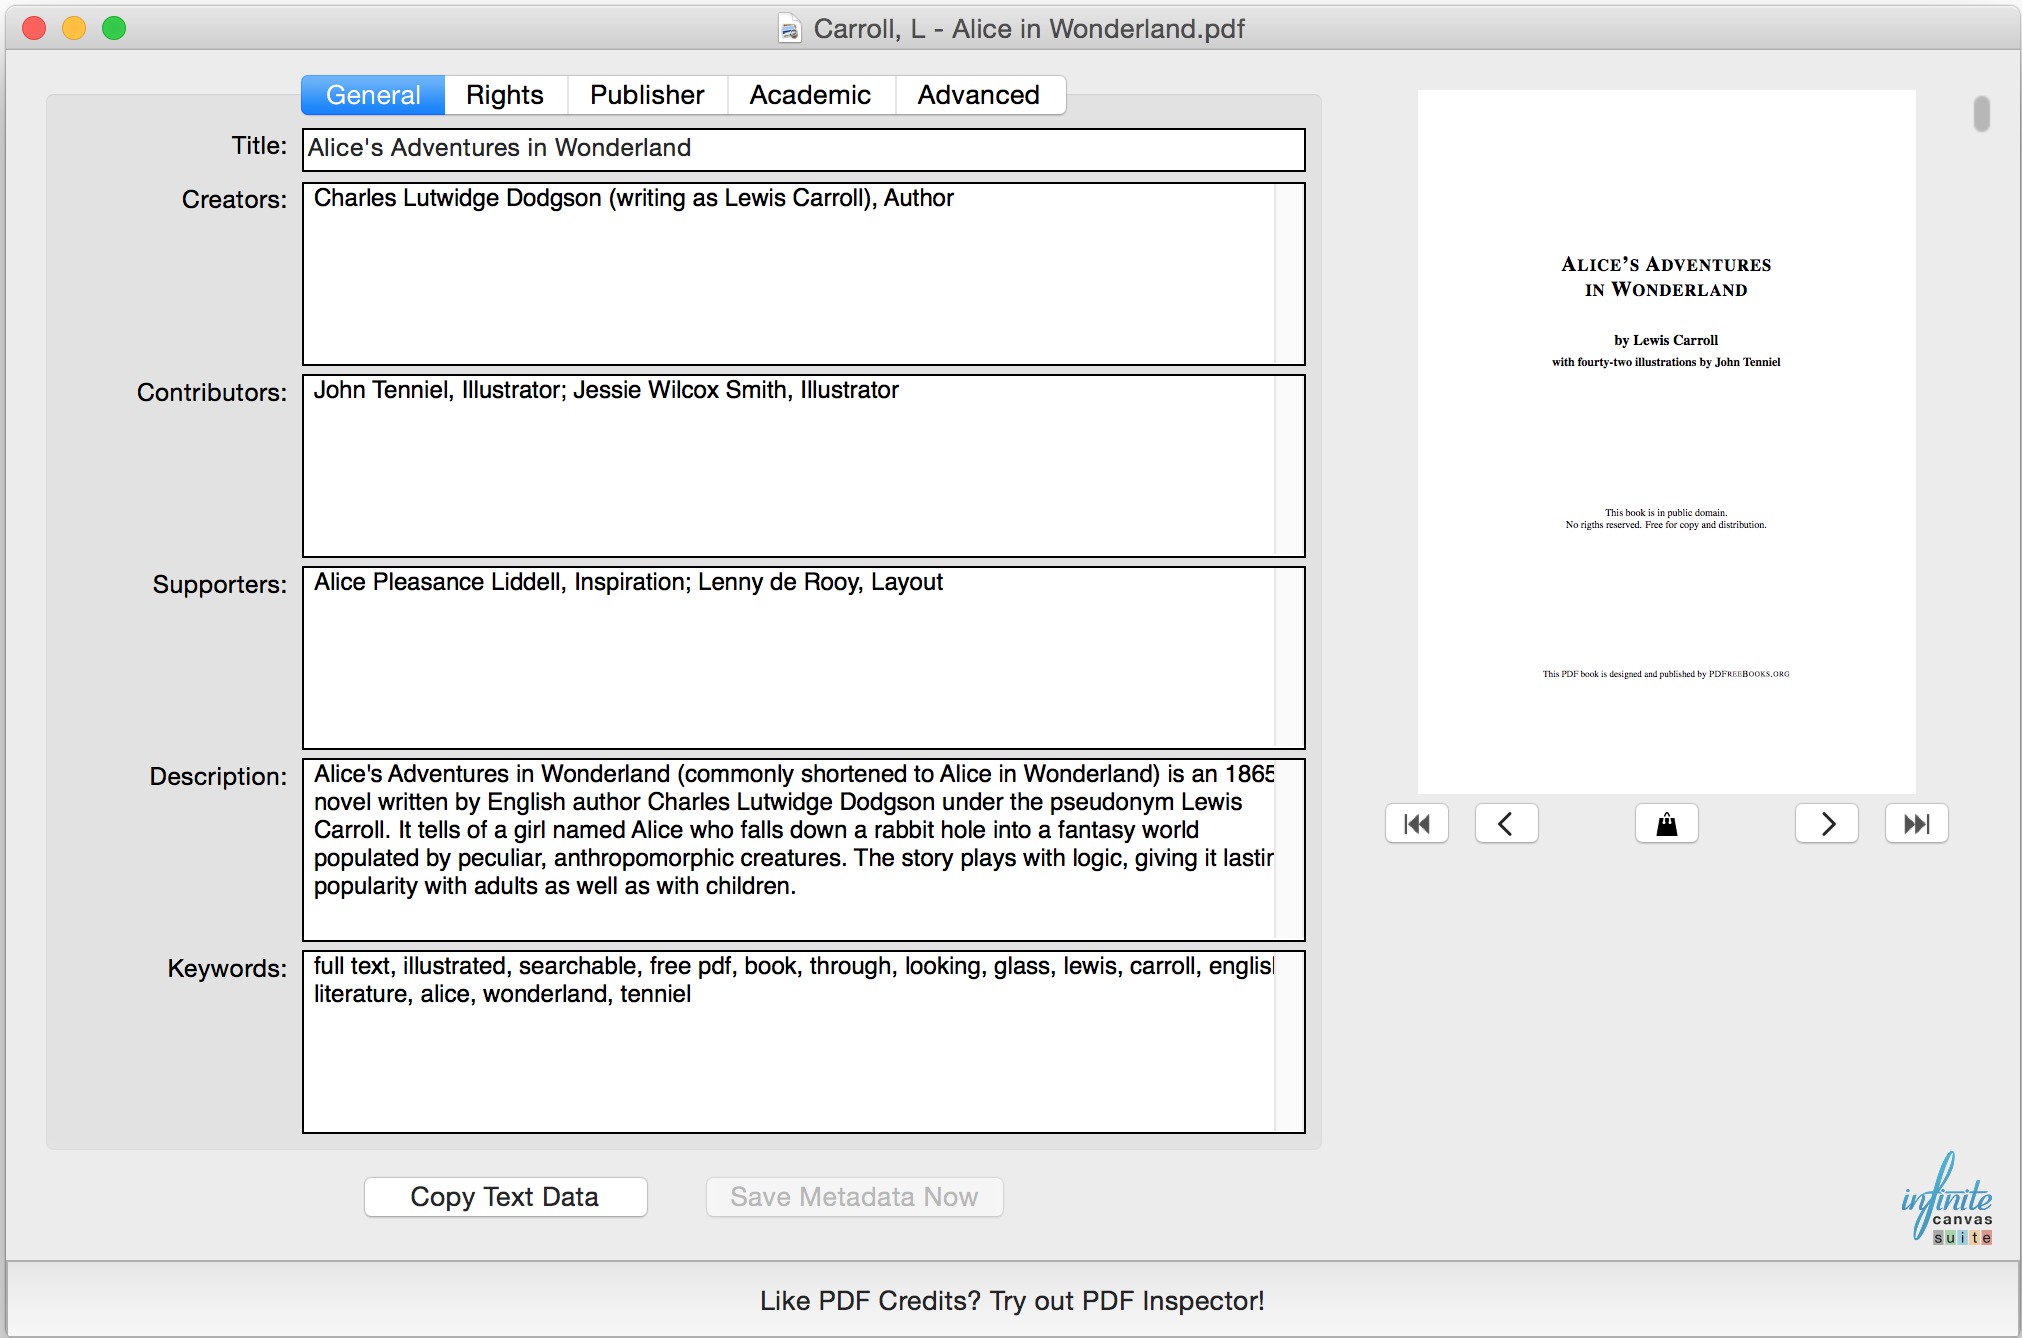 Carroll, L - Alice in Wonderland.pdf
General Rights Publisher Academic Advanced
Title: Alice's Adventures in Wonderland
Creators: Charles Lutwidge Dodgson (writing as Lewis Carroll), Author
Contributors: John Tenniel, Illustrator; Jessie Wilcox Smith, Illustrator
Supporters: Alice Pleasance Liddell, Inspiration; Lenny de Rooy, Layout
Description: Alice's Adventures in Wonderland (commonly shortened to Alice in Wonderland) is an 1865
novel written by English author Charles Lutwidge Dodgson under the pseudonym Lewis
Carroll. It tells of a girl named Alice who falls down a rabbit hole into a fantasy world
populated by peculiar, anthropomorphic creatures. The story plays with logic, giving it
popularity with adults as well as with children.
Keywords: full text, illustrated, searchable, free pdf, book, through, looking, glass, lewis, carroll,
literature, alice, wonderland, tenniel
Copy Text Data
Save Metadata Now
ALICE'S ADVENTURES
IN WONDERLAND
by Lewis Carroll
with fourty-two illustrations by John Tenniel
This book is in public domain.
No rigths reserved. Free for copy and distribution.
This PDF book is designed and published by PDFREEBOOKS.ORG
infinite
canvas
suite
Like PDF Credits? Try out PDF Inspector!